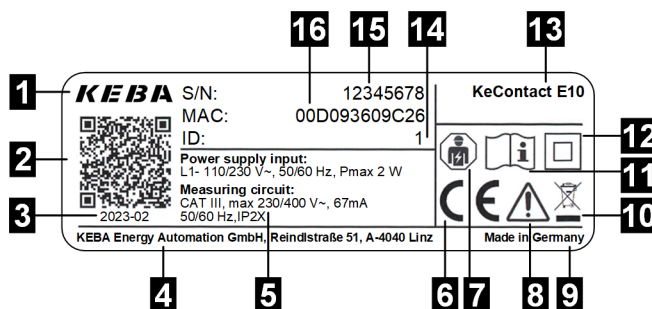 16 15 14 13
1 KEBA S/N: 12345678 KeContact E10
MAC: 00D093609C26
ID: 1
12
2
Power supply input:
L1- 110/230 V~, 50/60 Hz, Pmax 2 W
11
Measuring circuit:
CAT III, max 230/400 V~, 67mA
50/60 Hz,IP2X
10
3 2023-02
CE
KEBA Energy Automation GmbH, Reindlstraße 51, A-4040 Linz Made in Germany
4 5 6 7 8 9